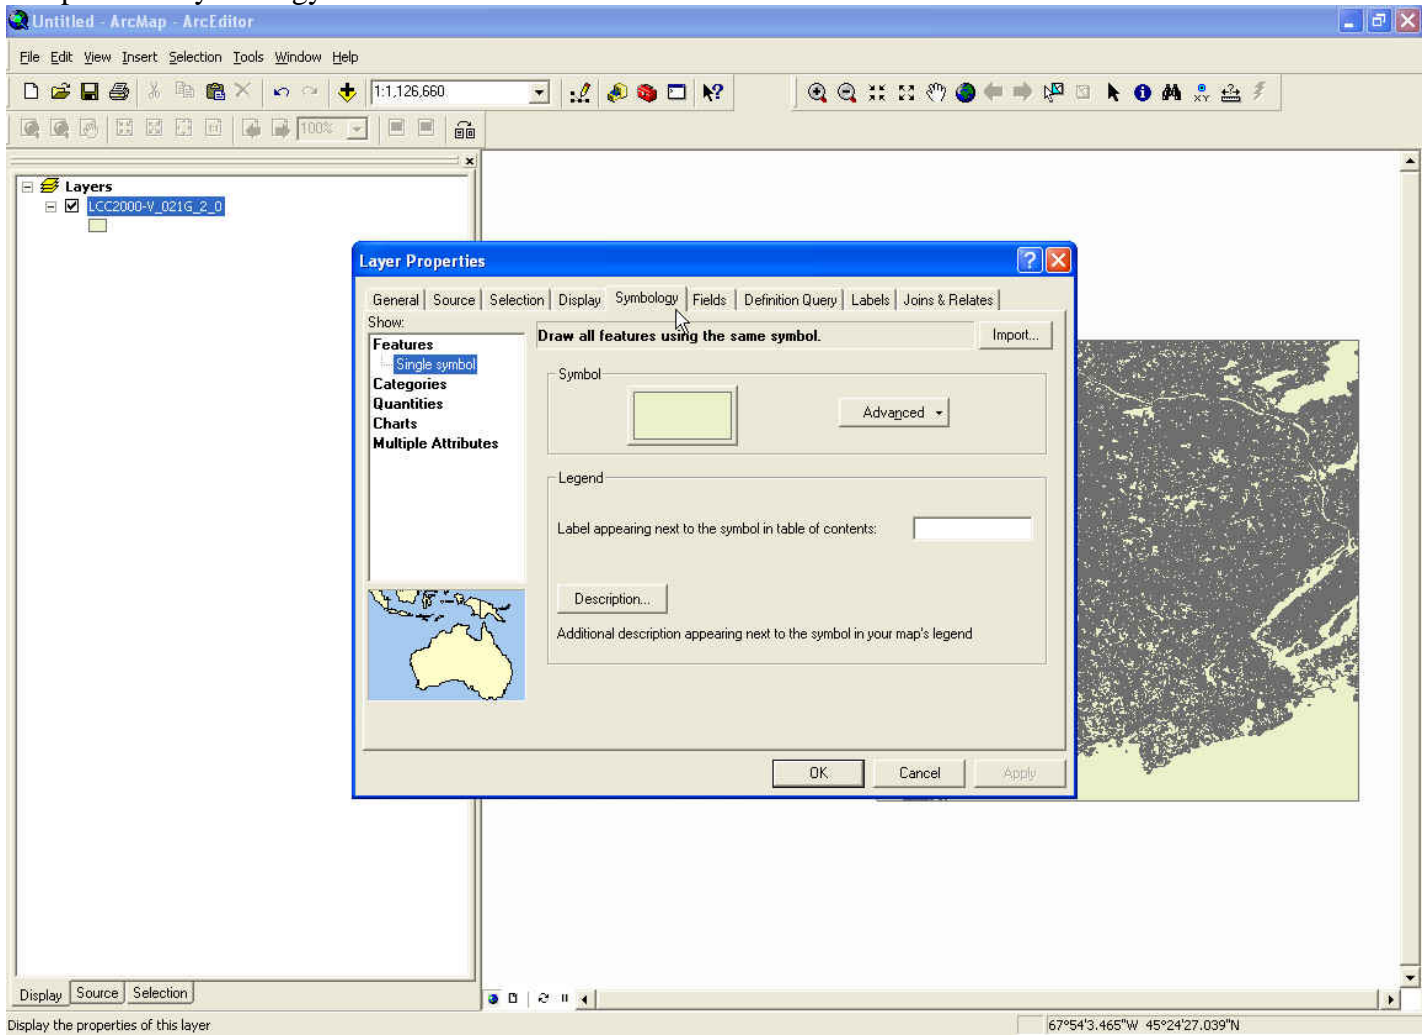 Untitled - ArcMap - ArcEditor
File Edit View Insert Selection Tools Window Help
1:1,126,660
100%
Layers
LCC2000-V_021G_2_0
Layer Properties
General Source Selection Display Symbology Fields Definition Query Labels Joins & Relates
Show:
Features
Single symbol
Categories
Quantities
Charts
Multiple Attributes
Draw all features using the same symbol.
Import...
Symbol
Advanced
Legend
Label appearing next to the symbol in table of contents:
Description...
Additional description appearing next to the symbol in your map's legend
OK Cancel Apply
Display Source Selection
Display the properties of this layer
67°54'3.465"W 45°24'27.039"N